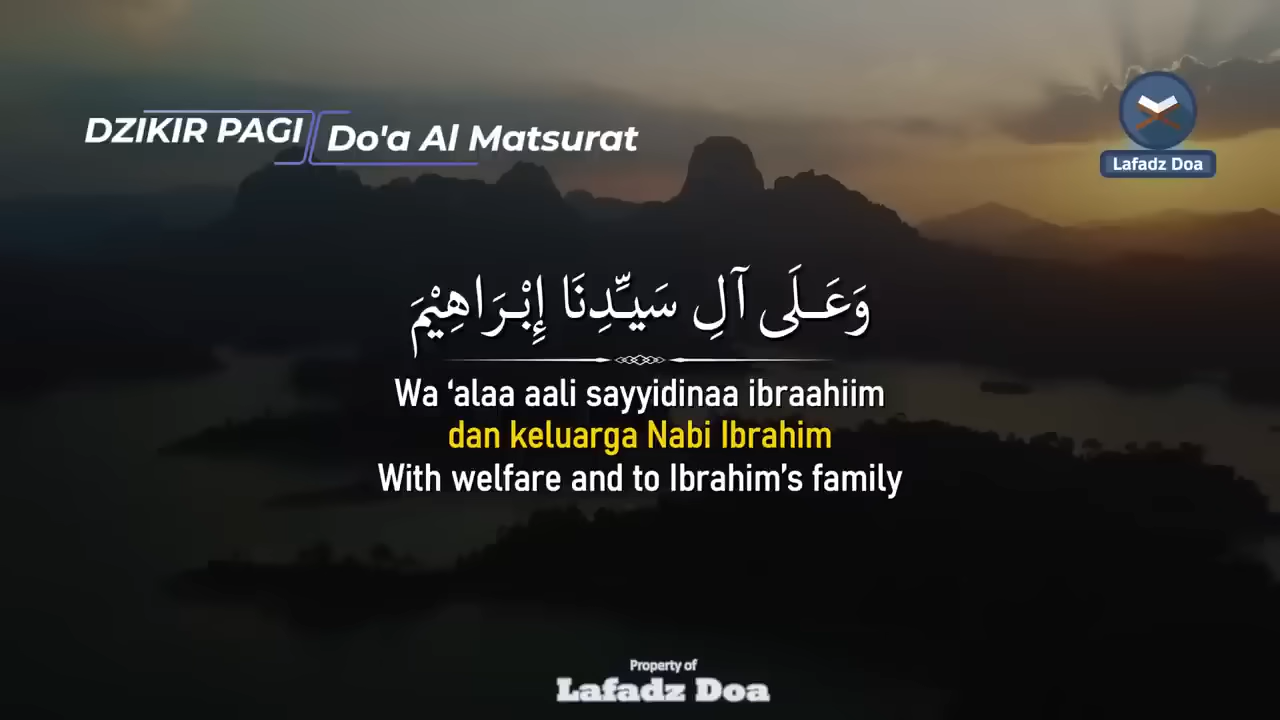 DZIKIR PAGI
Do'a Al Matsurat
Lafadz Doa
وَعَلَى آلِ سَيِّدِنَا إِبْرَاهِيْمَ
Wa ‘alaa aali sayyidinaa ibraahiim
dan keluarga Nabi Ibrahim
With welfare and to Ibrahim’s family
Property of
Lafadz Doa